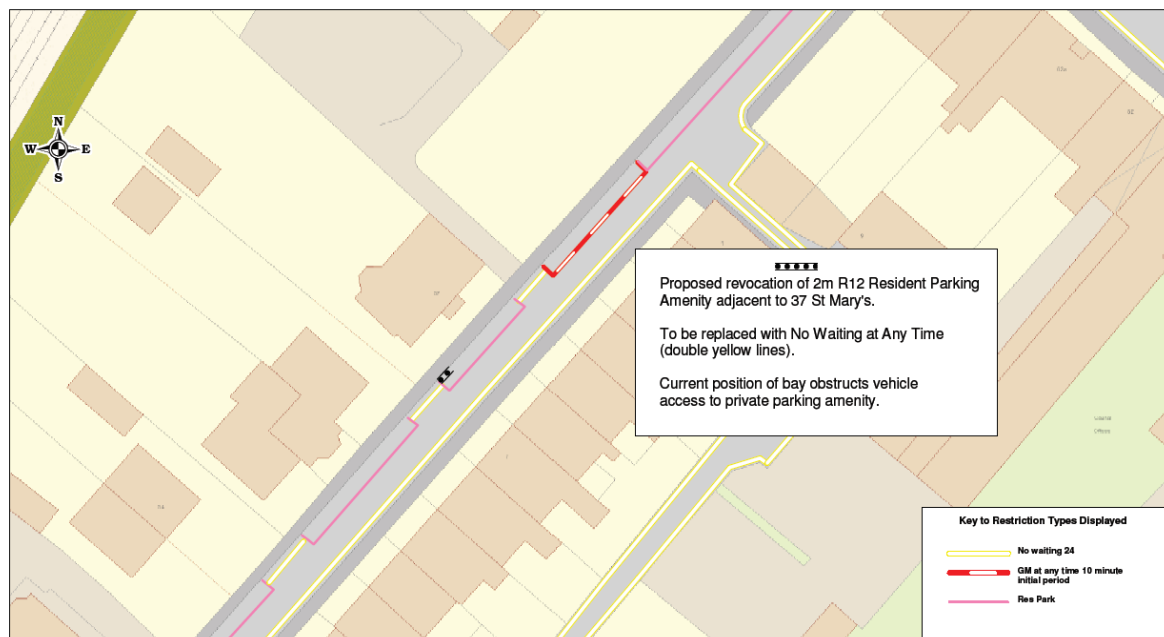 N
W E
S
Proposed revocation of 2m R12 Resident Parking
Amenity adjacent to 37 St Mary's.
To be replaced with No Waiting at Any Time
(double yellow lines).
Current position of bay obstructs vehicle
access to private parking amenity.
Key to Restriction Types Displayed
No waiting 24
GM at any time 10 minute
initial period
Res Park